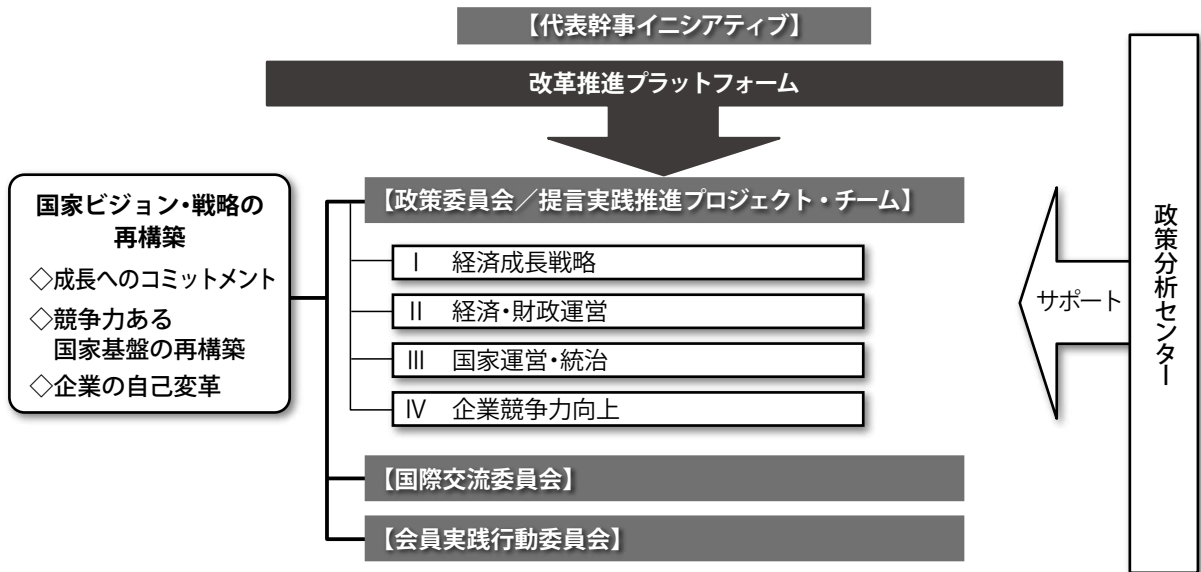 【代表幹事イニシアティブ】
改革推進プラットフォーム
国家ビジョン・戦略の
再構築
◇成長へのコミットメント
◇競争力ある
国家基盤の再構築
◇企業の自己変革
【政策委員会／提言実践推進プロジェクト・チーム】
Ⅰ 経済成長戦略
Ⅱ 経済・財政運営
Ⅲ 国家運営・統治
Ⅳ 企業競争力向上
【国際交流委員会】
【会員実践行動委員会】
サポート
政策分析センター